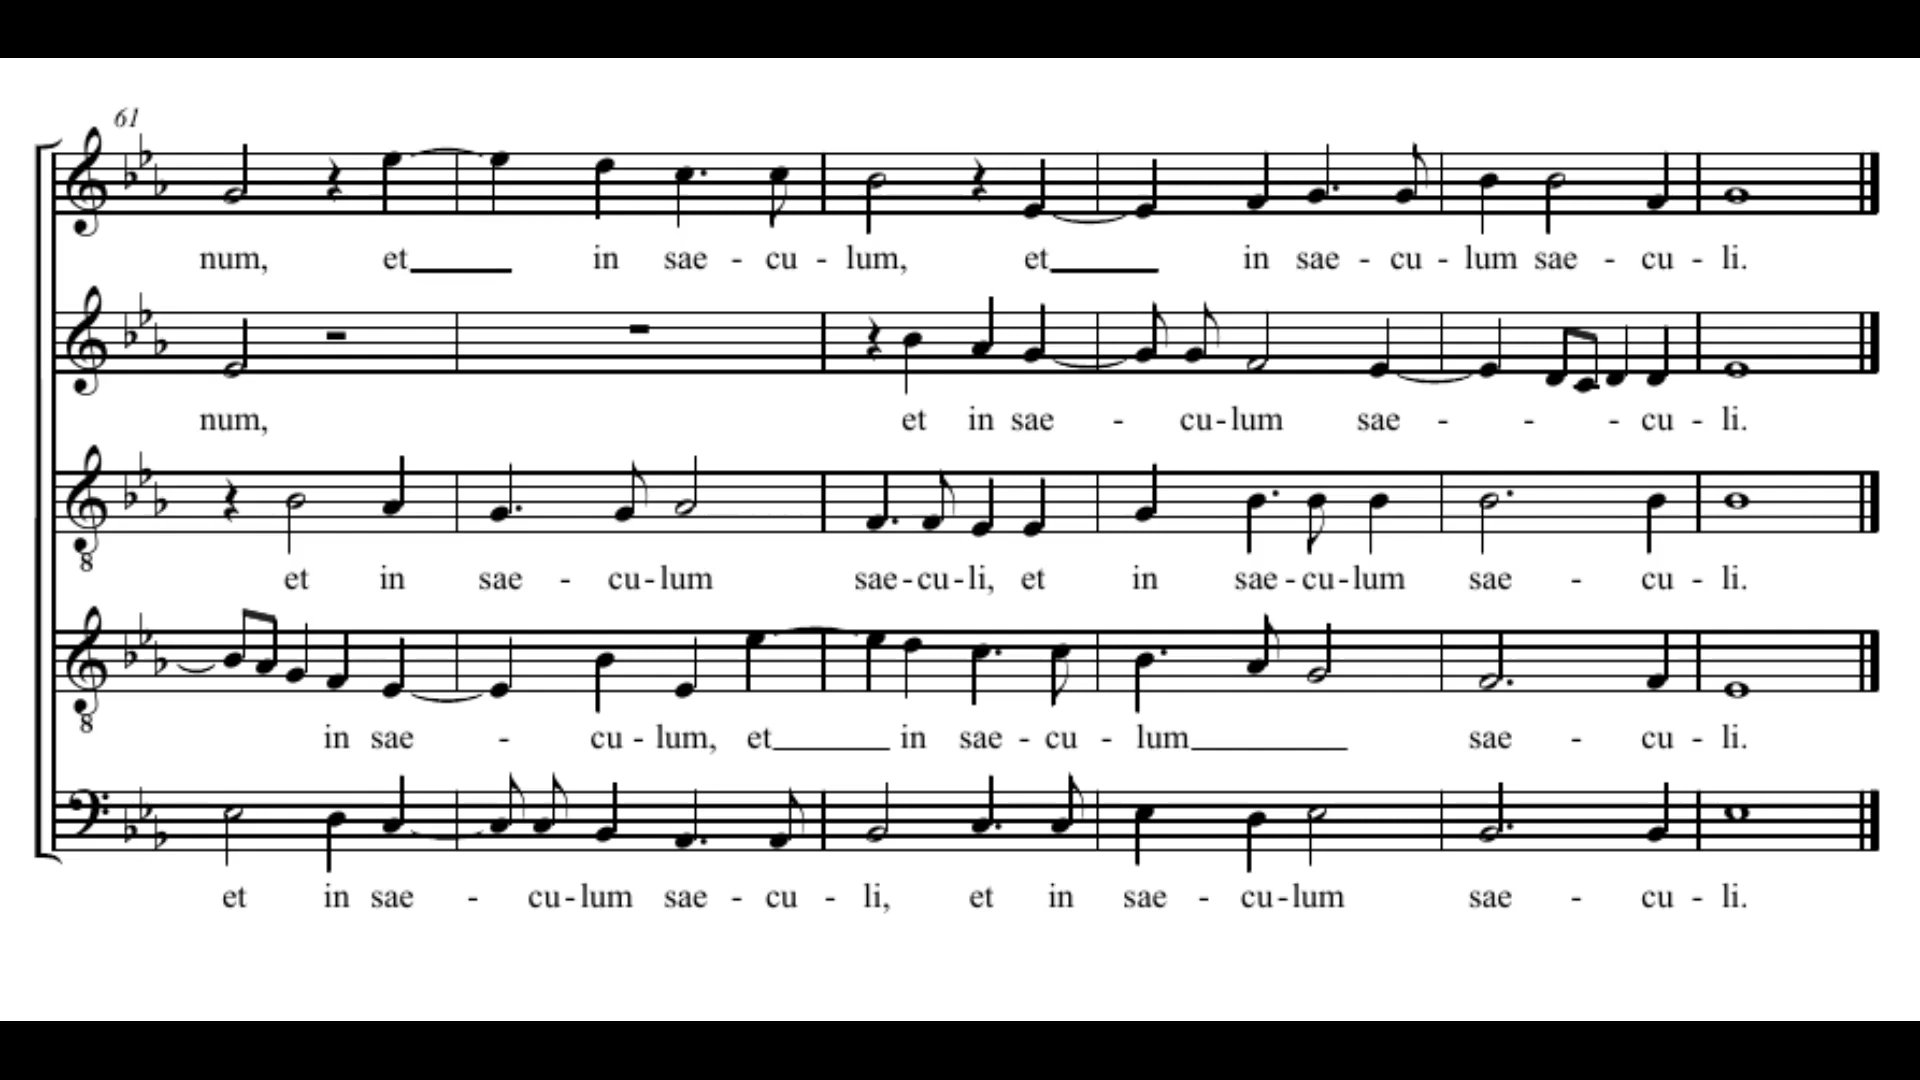 61
num, et in sae - cu - lum, et in sae - cu - lum sae - cu - li.
num, et in sae - cu - lum sae - - - cu - li.
8
et in sae - cu - lum sae - cu - li, et in sae - cu - lum sae - cu - li.
8
in sae - cu - lum, et in sae - cu - lum sae - cu - li.
et in sae - cu - lum sae - cu - li, et in sae - cu - lum sae - cu - li.